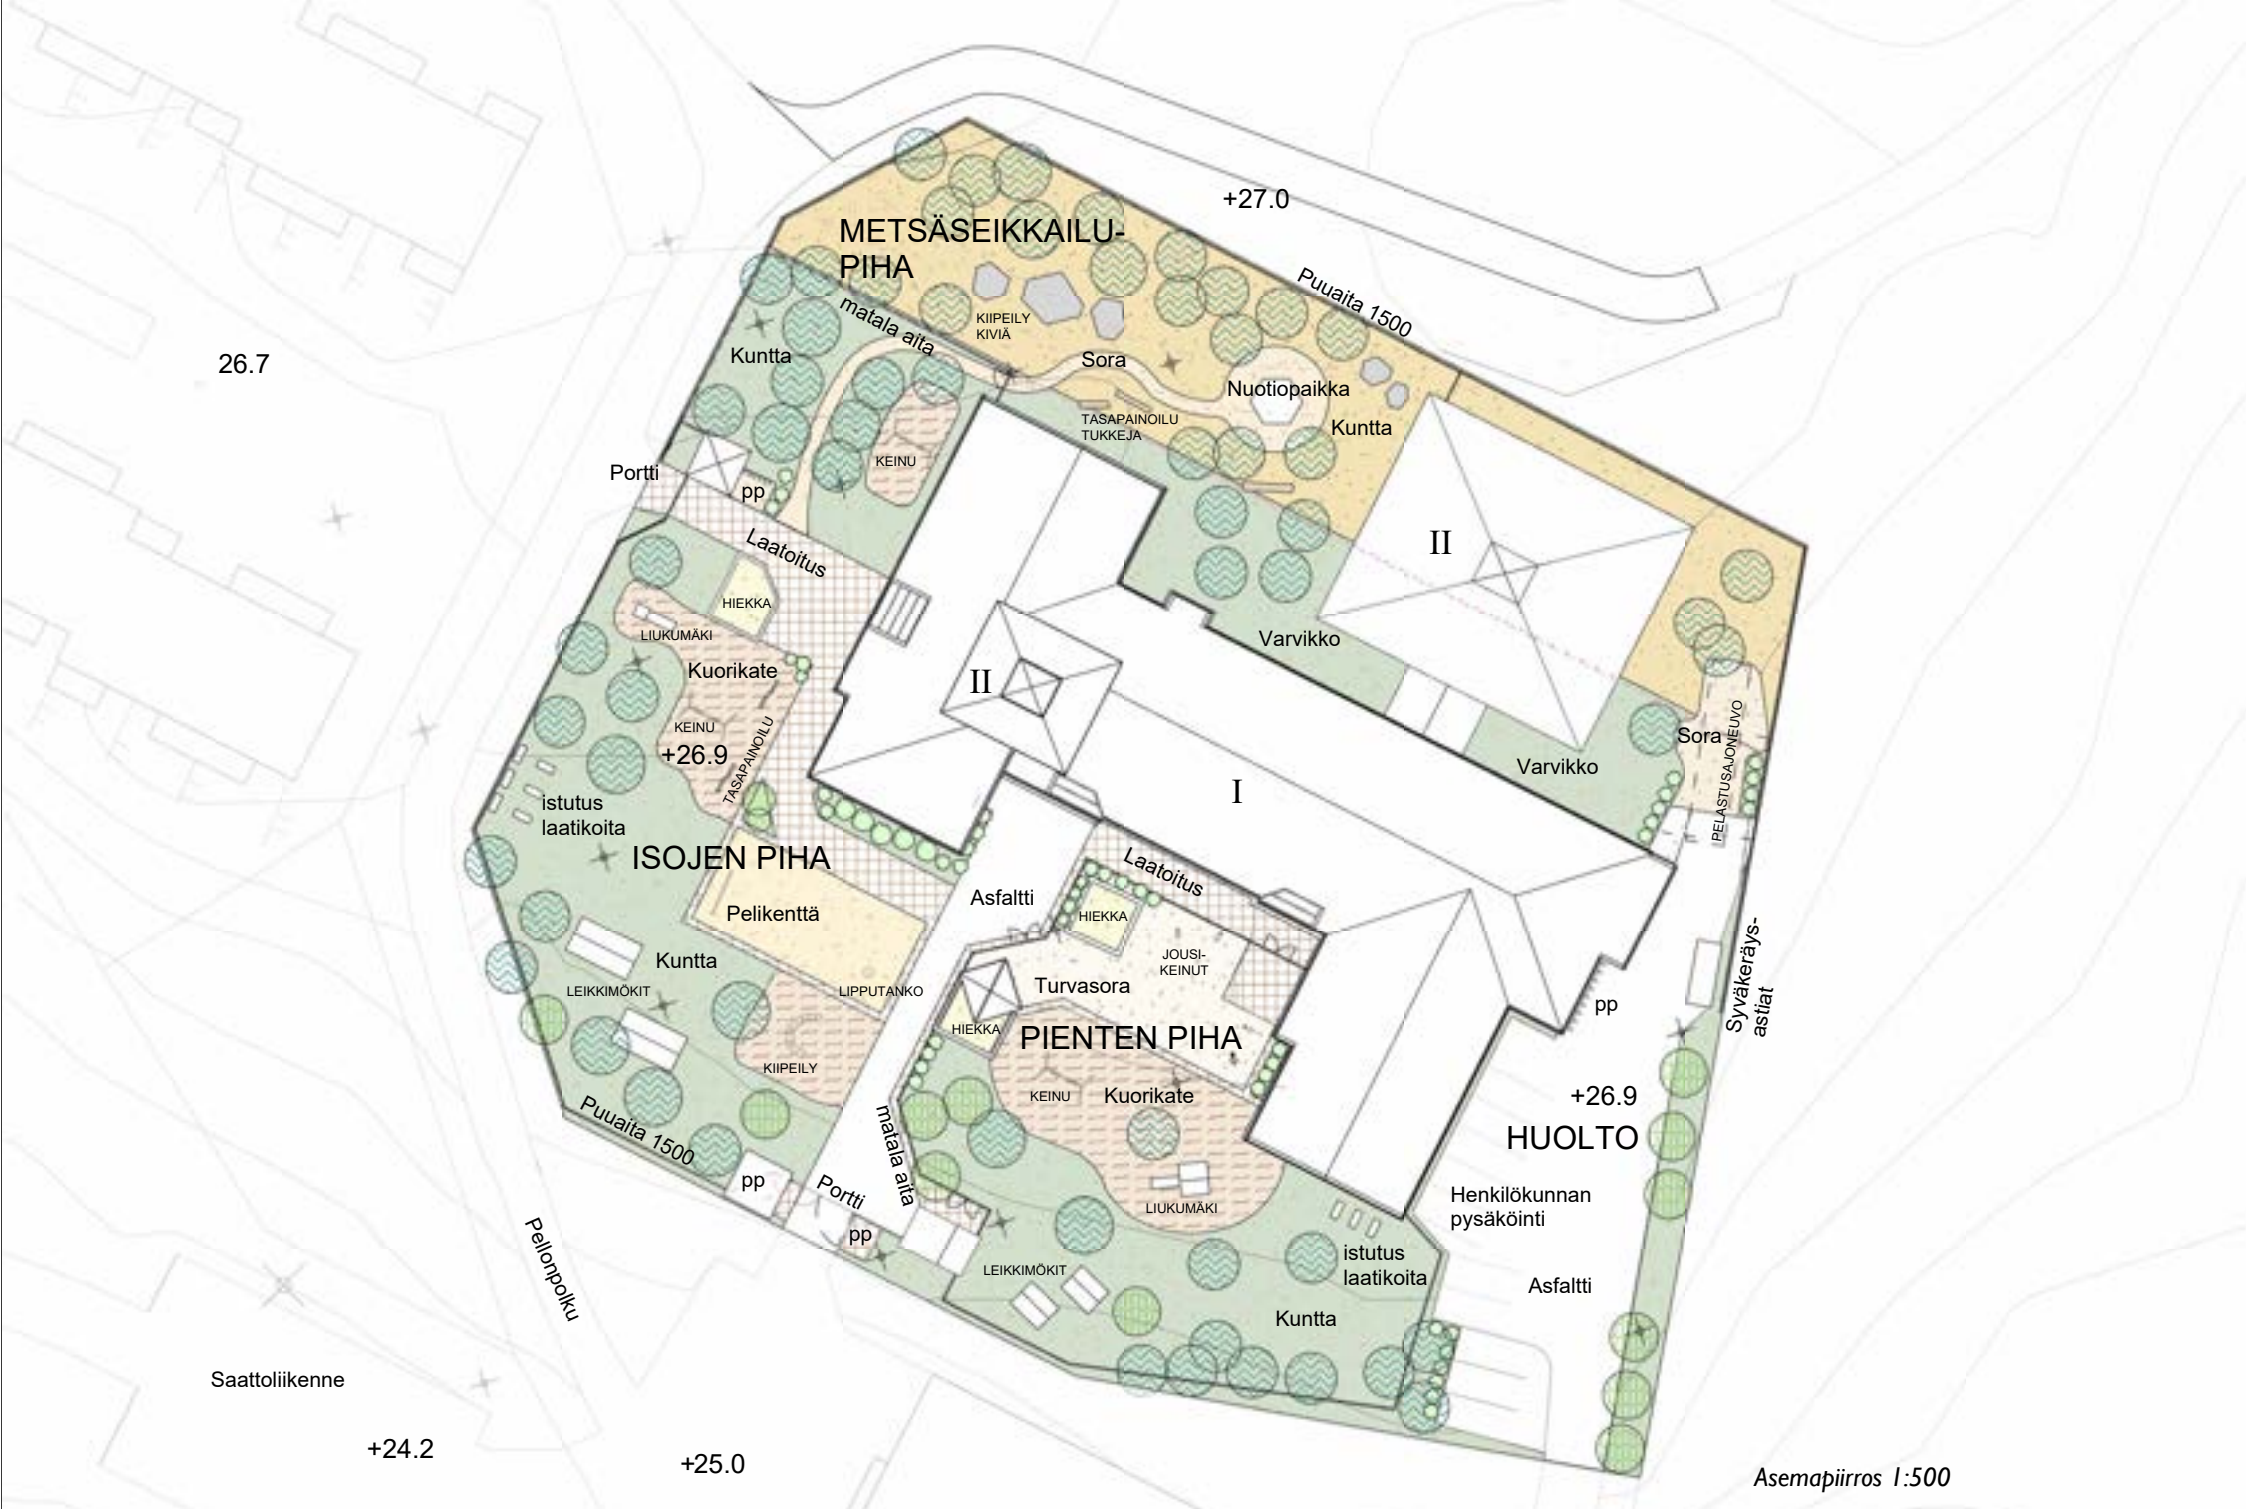 +27.0
METSÄSEIKKAILU-
PIHA
Puuaita 1500
KIIPEILY
KIVIÄ
matala aita
Kuntta
Sora
26.7
Nuotiopaikka
TASAPAINOILU
TUKKEJA
Kuntta
KEINU
Portti
pp
Laatoitus
II
HIEKKA
LIUKUMÄKI
Varvikko
Kuorikate
II
KEINU
+26.9
TASAPAINOILU
Sora
PELASTUSAJONEUVO
Varvikko
I
istutus
laatikoita
ISOJEN PIHA
Laatoitus
Asfaltti
Pelikenttä
HIEKKA
Kuntta
JOUSI-
KEINUT
Syväkeräys-
astiat
LEIKKIMÖKIT
LIPPUTANKO
Turvasora
pp
HIEKKA
PIENTEN PIHA
KIIPEILY
KEINU
Kuorikate
+26.9
HUOLTO
Puuaita 1500
matala aita
pp
Portti
Henkilökunnan
pysäköinti
LIUKUMÄKI
pp
Pellonpolku
istutus
laatikoita
LEIKKIMÖKIT
Asfaltti
Kuntta
Saattoliikenne
+24.2
+25.0
Asemapiirros 1:500